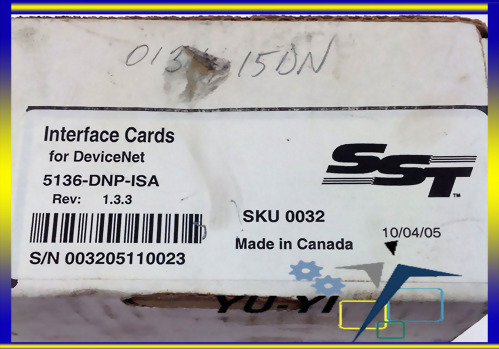 15DN
Interface Cards
for DeviceNet
5136-DNP-ISA
Rev: 1.3.3
S/N 003205110023
SST™
SKU 0032
Made in Canada
10/04/05
YU-YI